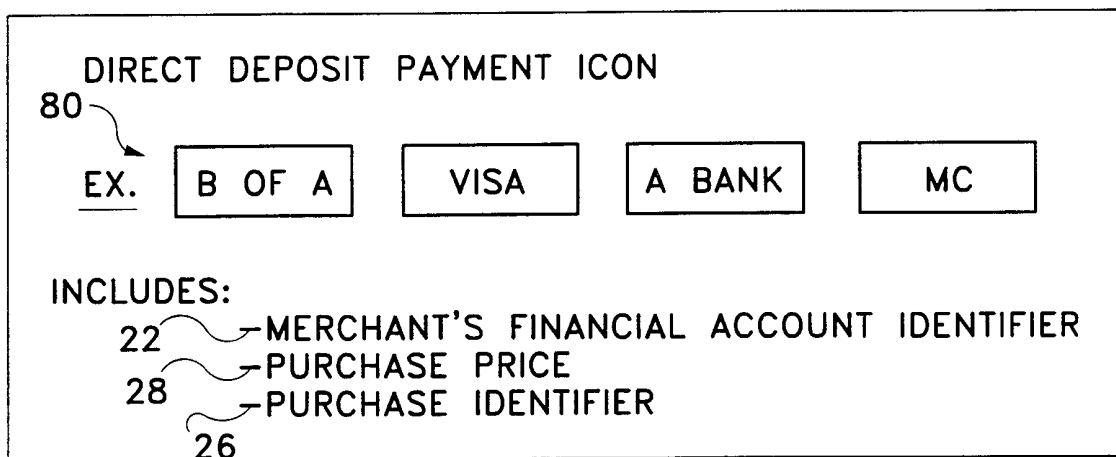 DIRECT DEPOSIT PAYMENT ICON
80
EX. B OF A VISA A BANK MC
INCLUDES:
22 -MERCHANT'S FINANCIAL ACCOUNT IDENTIFIER
28 -PURCHASE PRICE
-PURCHASE IDENTIFIER
26